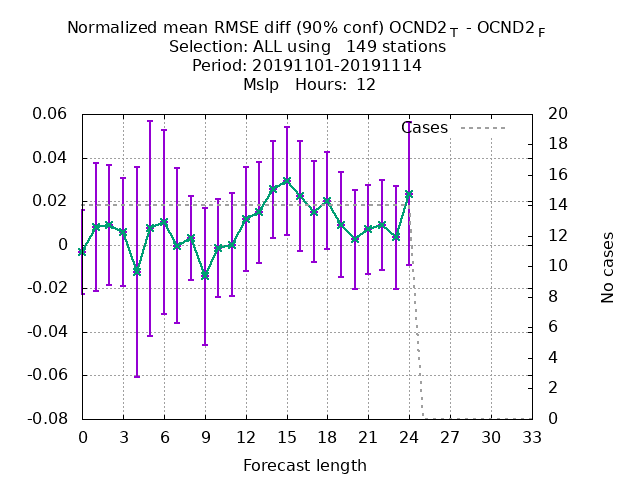 Normalized mean RMSE diff (90% conf) OCND2 T - OCND2 F
Selection: ALL using 149 stations
Period: 20191101-20191114
Mslp Hours: 12
Cases
0.06
0.04
0.02
0
-0.02
-0.04
-0.06
-0.08
20
18
16
14
12
10
8
6
4
2
0
No cases
0 3 6 9 12 15 18 21 24 27 30 33
Forecast length